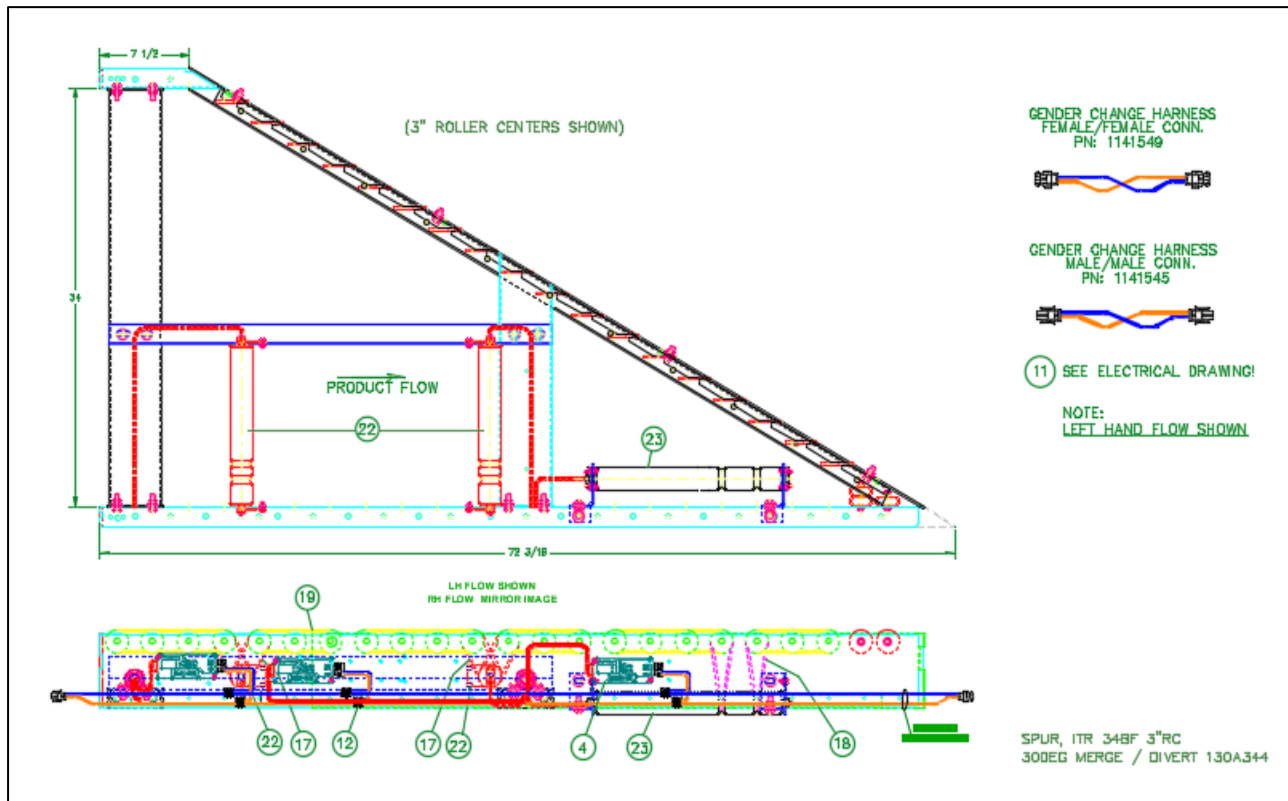 7 1/2
(3" ROLLER CENTERS SHOWN)
GENDER CHANGE HARNESS
FEMALE/FEMALE CONN.
PN: 1141549
GENDER CHANGE HARNESS
MALE/MALE CONN.
PN: 1141545
34
11 SEE ELECTRICAL DRAWING!
PRODUCT FLOW
NOTE:
LEFT HAND FLOW SHOWN
22
23
72 3/16
LH FLOW SHOWN
RH FLOW MIRROR IMAGE
19
22
17
12
17
22
4
23
18
SPUR, ITR 348F 3"RC
30DEG MERGE / DIVERT 130A344